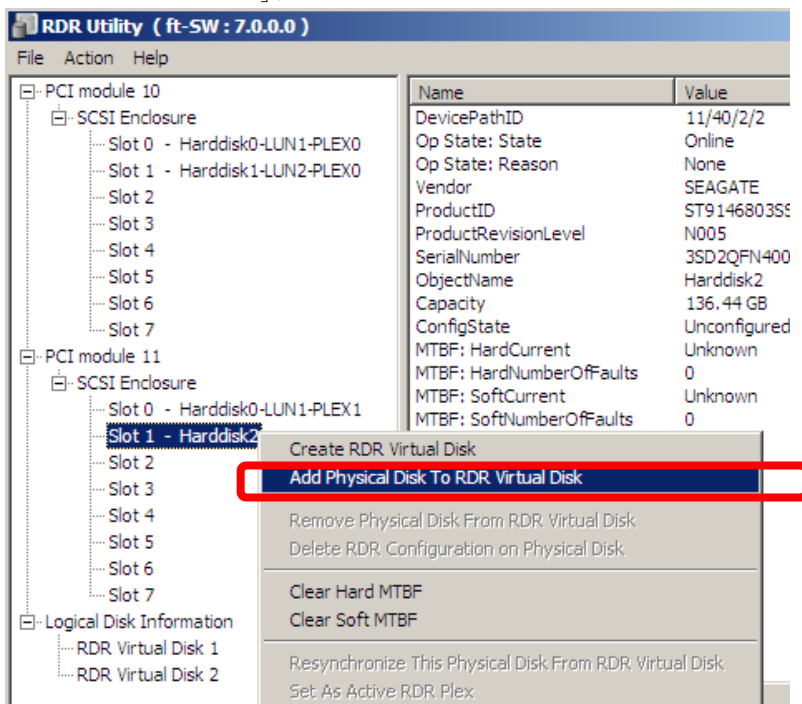 RDR Utility ( ft-SW : 7.0.0.0 )
File Action Help
PCI module 10
SCSI Enclosure
Slot 0 - Harddisk0-LUN1-PLEX0
Slot 1 - Harddisk1-LUN2-PLEX0
Slot 2
Slot 3
Slot 4
Slot 5
Slot 6
Slot 7
PCI module 11
SCSI Enclosure
Slot 0 - Harddisk0-LUN1-PLEX1
Slot 1 - Harddisk2
Slot 2
Slot 3
Slot 4
Slot 5
Slot 6
Slot 7
Logical Disk Information
RDR Virtual Disk 1
RDR Virtual Disk 2
Name Value
DevicePathID 11/40/2/2
Op State: State Online
Op State: Reason None
Vendor SEAGATE
ProductID ST9146803SS
ProductRevisionLevel N005
SerialNumber 3SD2QFN400
ObjectName Harddisk2
Capacity 136.44 GB
ConfigState Unconfigured
MTBF: HardCurrent Unknown
MTBF: HardNumberOfFaults 0
MTBF: SoftCurrent Unknown
MTBF: SoftNumberOfFaults 0
Create RDR Virtual Disk
Add Physical Disk To RDR Virtual Disk
Remove Physical Disk From RDR Virtual Disk
Delete RDR Configuration on Physical Disk
Clear Hard MTBF
Clear Soft MTBF
Resynchronize This Physical Disk From RDR Virtual Disk
Set As Active RDR Plex